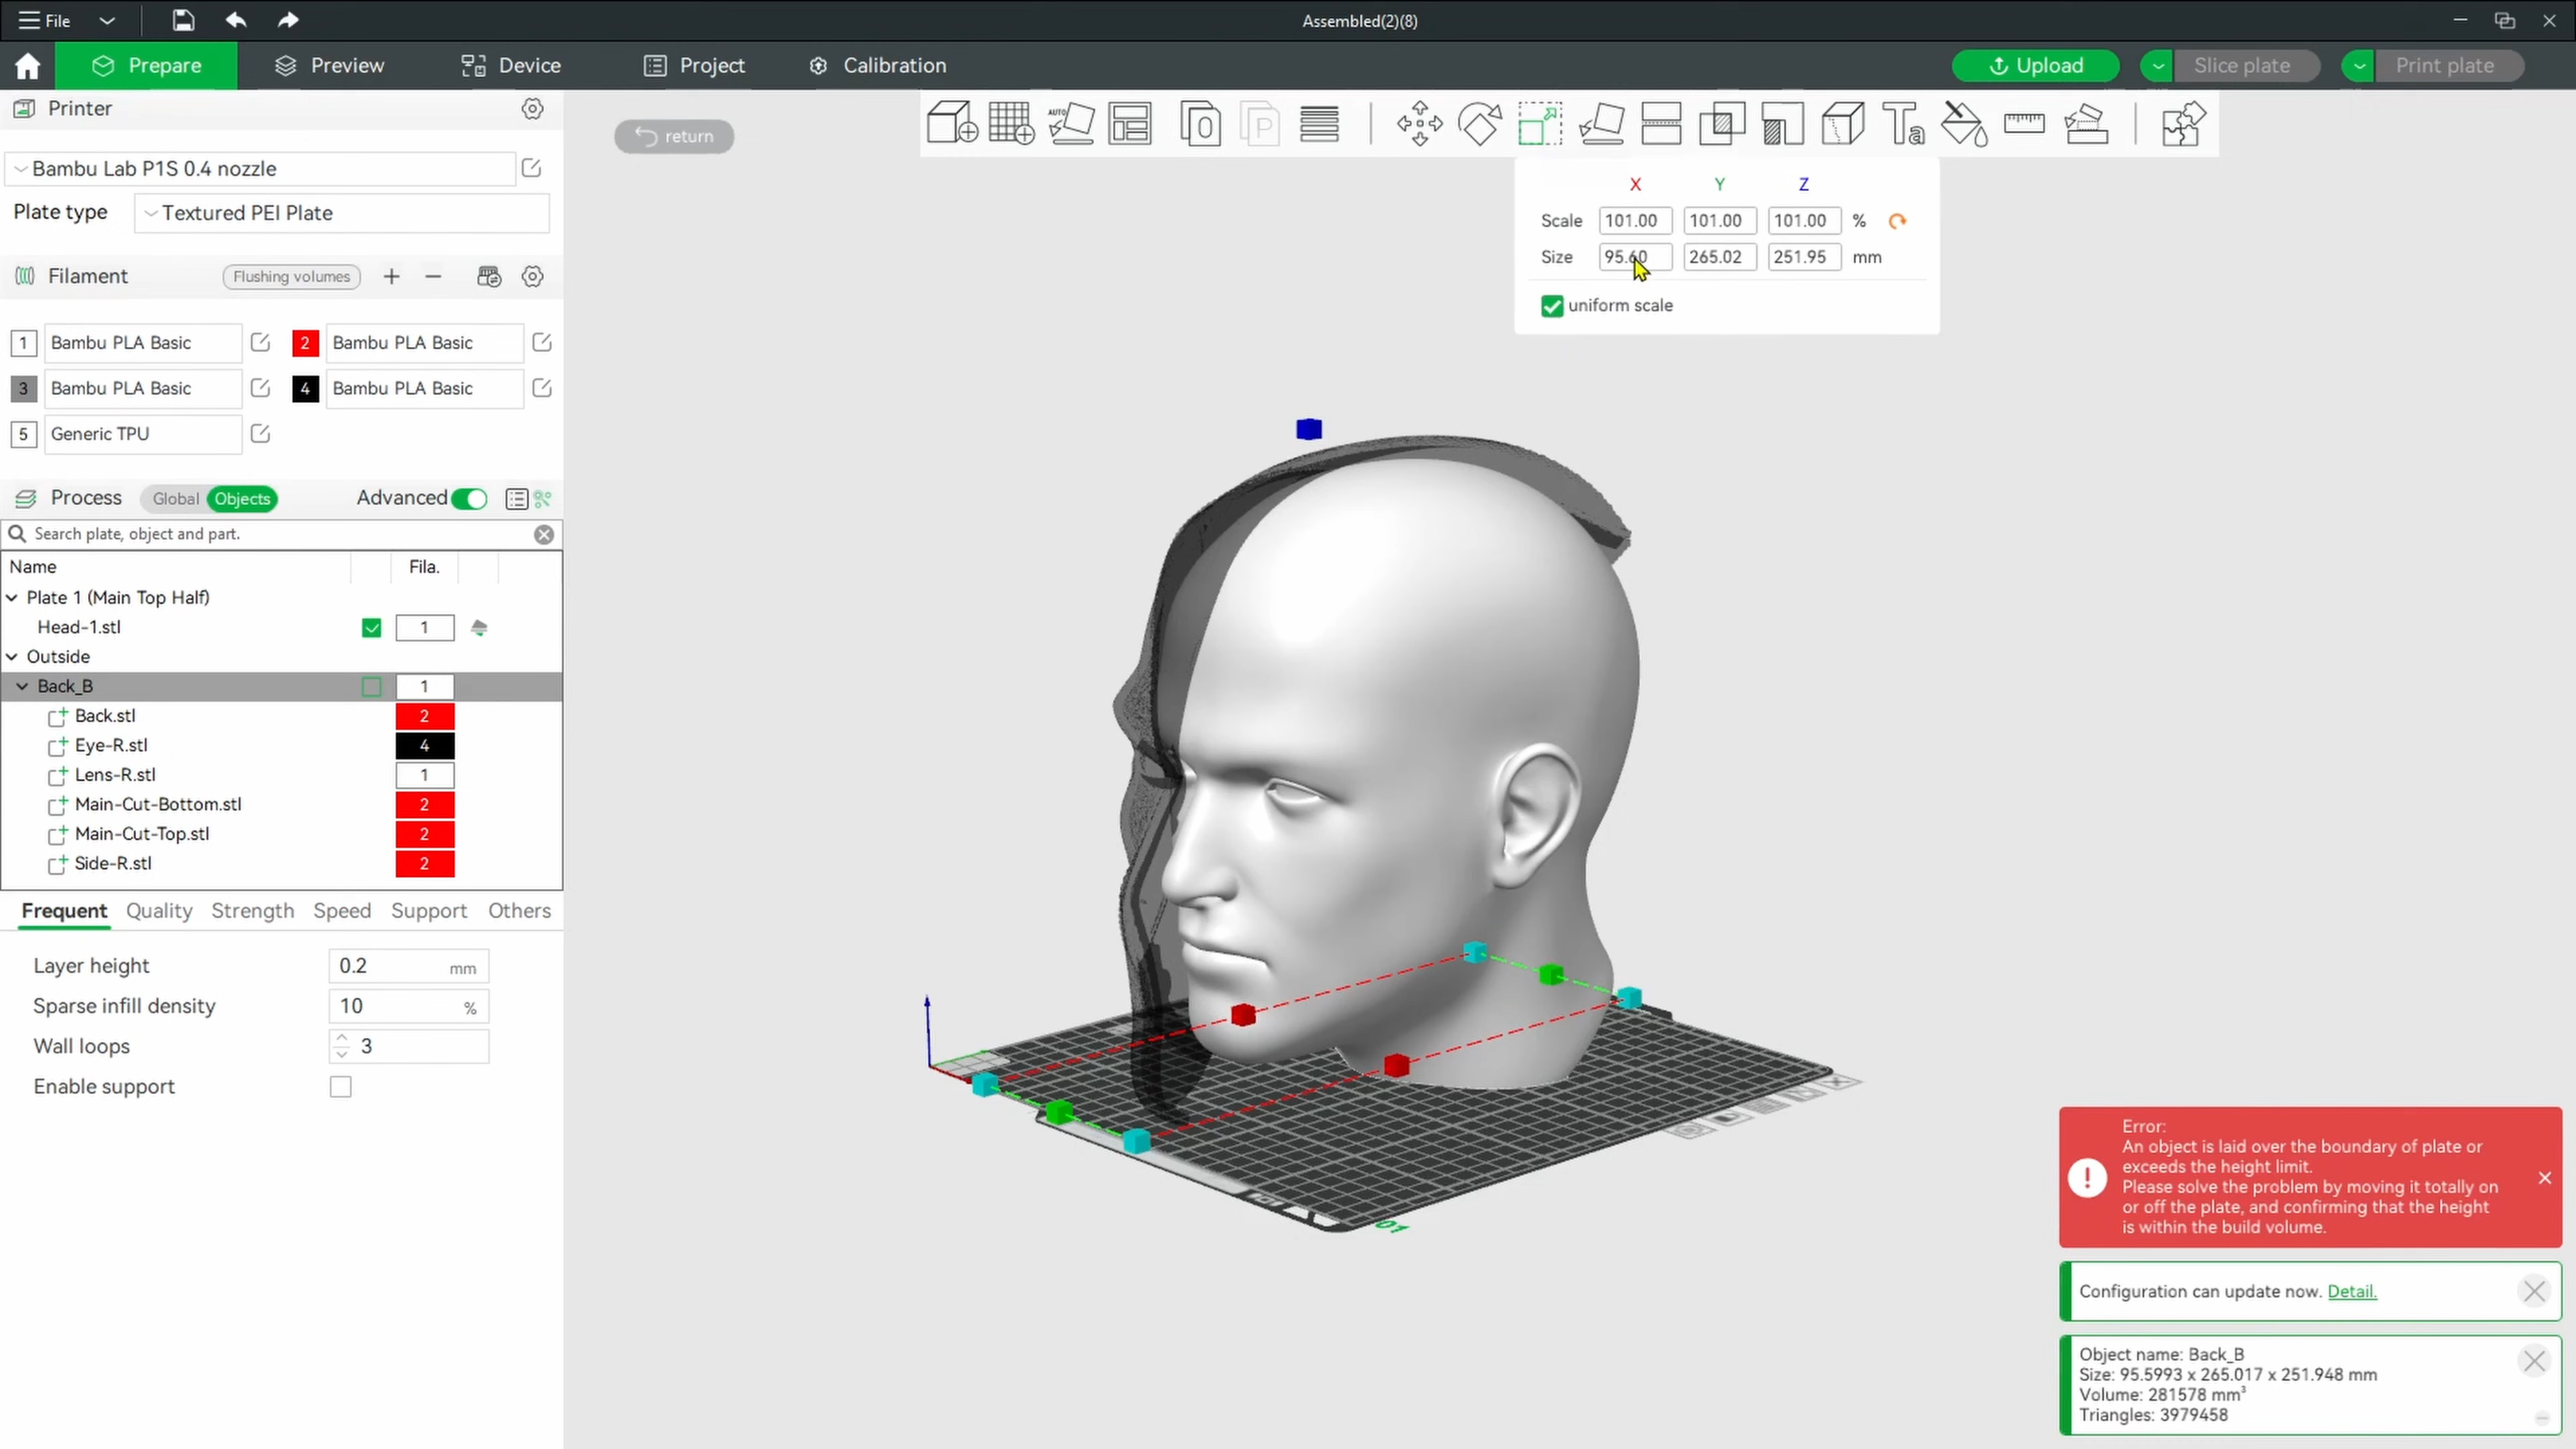 File
Assembled(2)(8)
Prepare
Preview
Device
Project
Calibration
Upload
Slice plate
Print plate
Printer
Bambu Lab P1S 0.4 nozzle
Plate type
Textured PEI Plate
Filament
Flushing volumes
1 Bambu PLA Basic
2 Bambu PLA Basic
3 Bambu PLA Basic
4 Bambu PLA Basic
5 Generic TPU
Process
Global
Objects
Advanced
Search plate, object and part.
Name
Fila.
Plate 1 (Main Top Half)
Head-1.stl 1
Outside
Back_B 1
Back.stl 2
Eye-R.stl 4
Lens-R.stl 1
Main-Cut-Bottom.stl 2
Main-Cut-Top.stl 2
Side-R.stl 2
Frequent
Quality
Strength
Speed
Support
Others
Layer height 0.2 mm
Sparse infill density 10 %
Wall loops 3
Enable support
return
AUTO
O
P
Ta
X Y Z
Scale 101.00 101.00 101.00 %
Size 95.60 265.02 251.95 mm
uniform scale
01
Error:
An object is laid over the boundary of plate or
exceeds the height limit.
Please solve the problem by moving it totally on
or off the plate, and confirming that the height
is within the build volume.
Configuration can update now. Detail.
Object name: Back_B
Size: 95.5993 x 265.017 x 251.948 mm
Volume: 281578 mm³
Triangles: 3979458